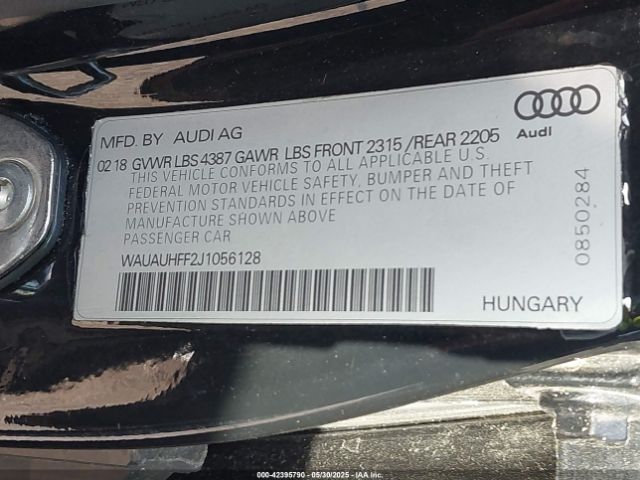 MFD. BY AUDI AG
Audi
02 18 GVWR LBS 4387 GAWR LBS FRONT 2315 /REAR 2205
THIS VEHICLE CONFORMS TO ALL APPLICABLE U.S.
FEDERAL MOTOR VEHICLE SAFETY, BUMPER AND THEFT
PREVENTION STANDARDS IN EFFECT ON THE DATE OF
MANUFACTURE SHOWN ABOVE
PASSENGER CAR
WAUAUHFF2J1056128
HUNGARY
0850284
000-42395790 - 05/30/2025 - IAAI, Inc.